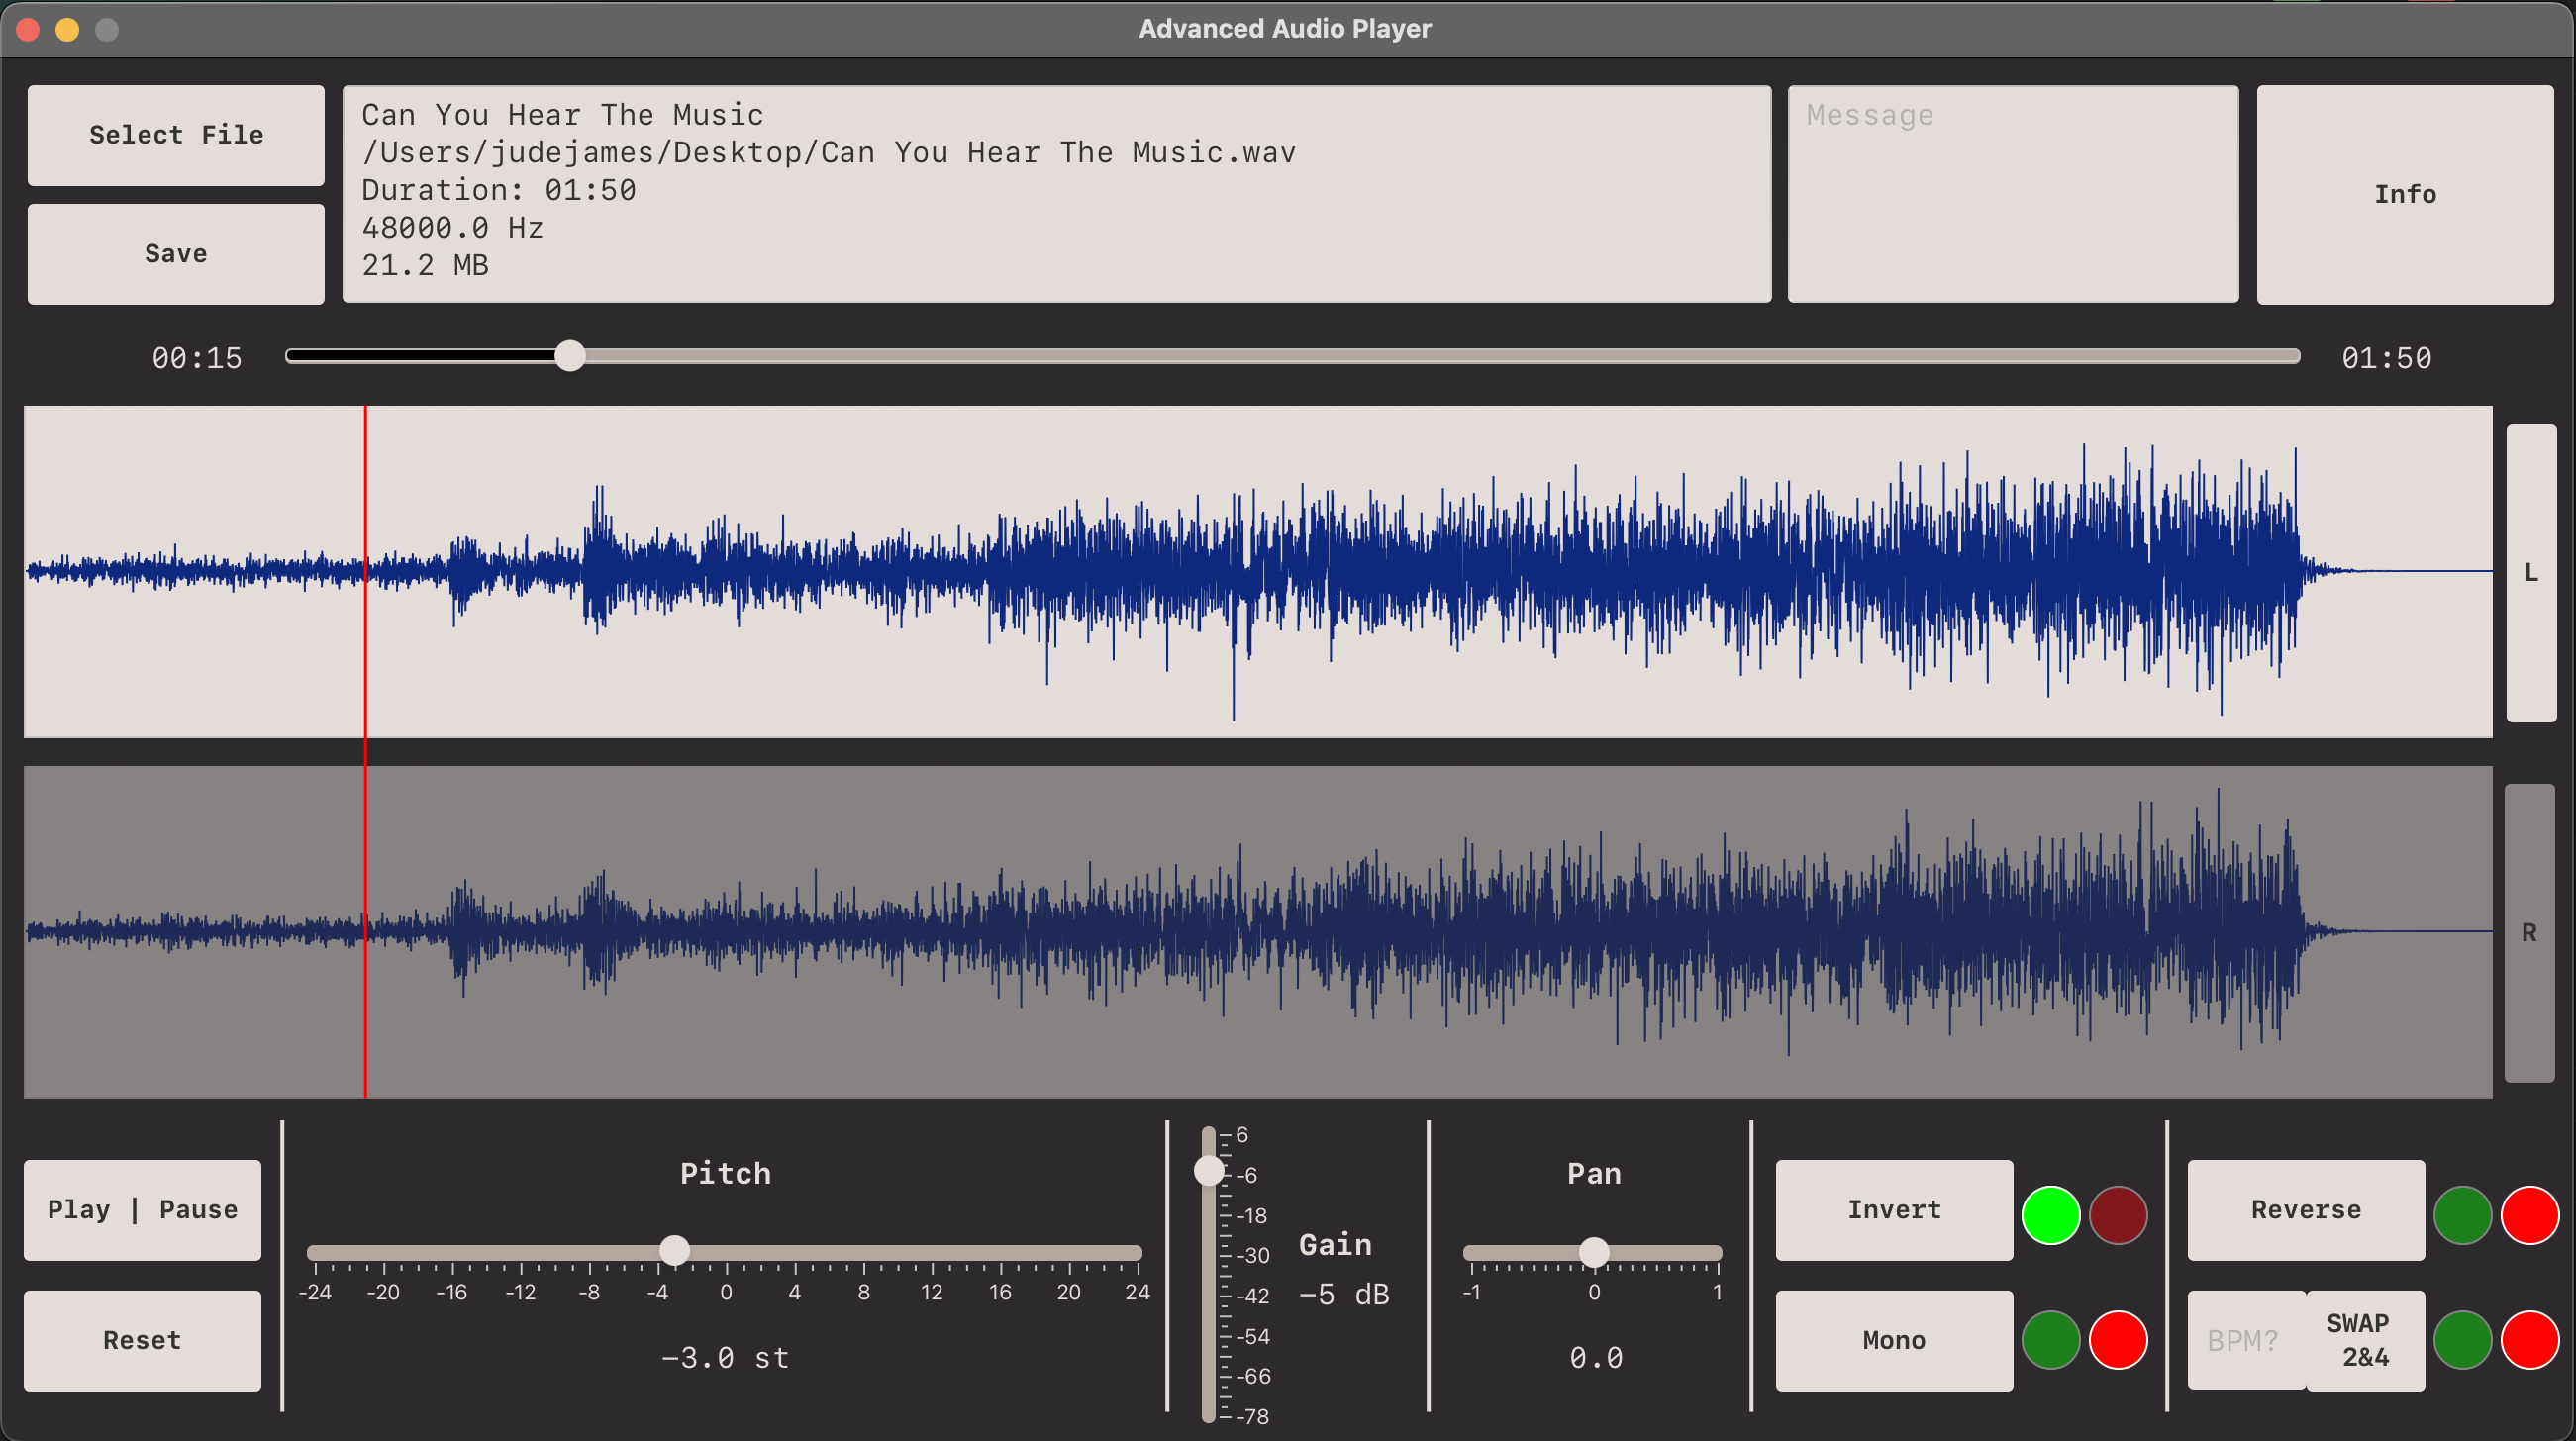 Advanced Audio Player
Select File
Save
Can You Hear The Music
/Users/judejames/Desktop/Can You Hear The Music.wav
Duration: 01:50
48000.0 Hz
21.2 MB
Message
Info
00:15
01:50
L
R
Play | Pause
Reset
Pitch
-24 -20 -16 -12 -8 -4 0 4 8 12 16 20 24
-3.0 st
6
-6
-18
-30
-42
-54
-66
-78
Gain
-5 dB
Pan
-1 0 1
0.0
Invert
Mono
Reverse
BPM?
SWAP
2&4